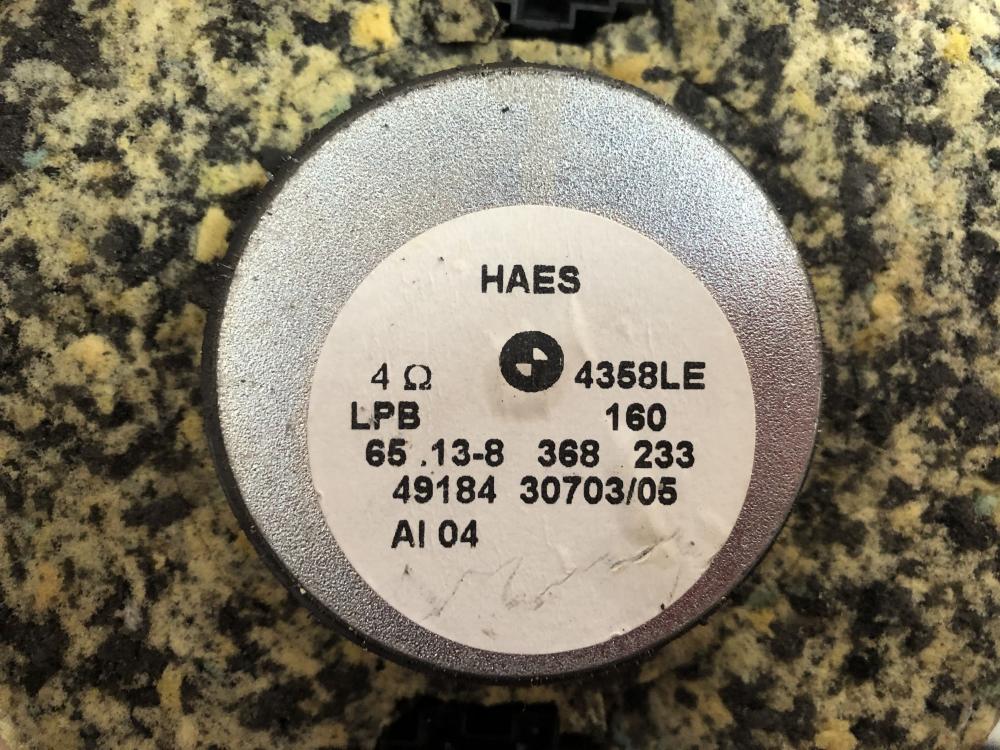 HAES
4 Ω 4358LE
LPB 160
65 .13-8 368 233
49184 30703/05
AI 04